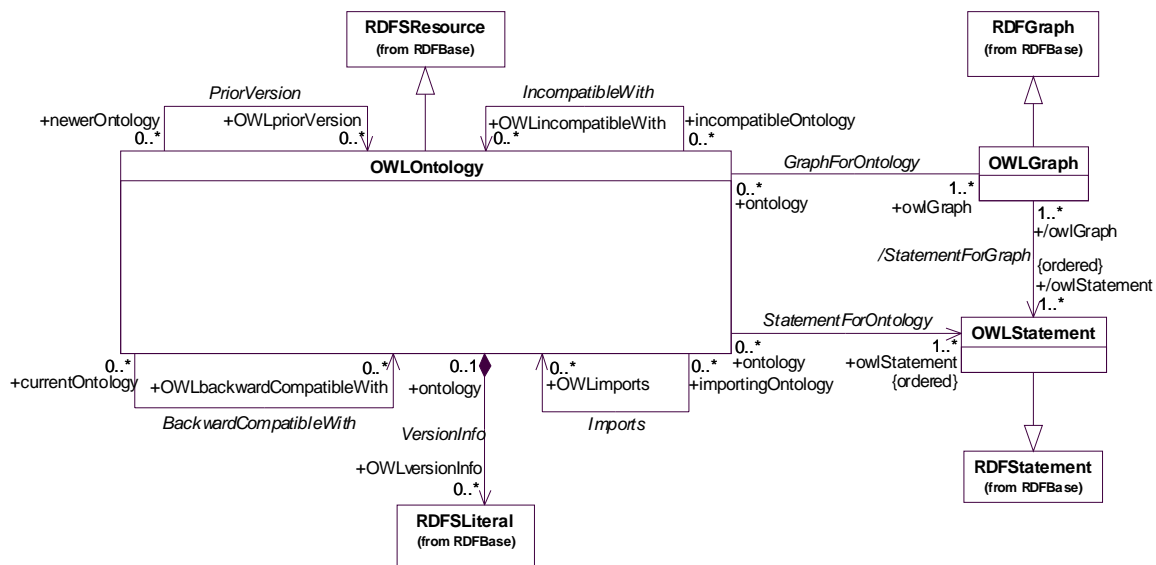 RDFSResource
(from RDFBase)
RDFGraph
(from RDFBase)
PriorVersion
IncompatibleWith
+newerOntology
0..*
+OWLpriorVersion
0..*
+OWLincompatibleWith
0..*
+incompatibleOntology
0..*
OWLOntology
GraphForOntology
0..*
+ontology
1..*
+owlGraph
OWLGraph
1..*
+/owlGraph
/StatementForGraph
{ordered}
+/owlStatement
1..*
StatementForOntology
0..*
+ontology
1..*
+owlStatement
{ordered}
OWLStatement
0..*
+currentOntology
0..*
+OWLbackwardCompatibleWith
BackwardCompatibleWith
0..1
+ontology
VersionInfo
+OWLversionInfo
0..*
0..*
+OWLimports
0..*
+importingOntology
Imports
RDFSLiteral
(from RDFBase)
RDFStatement
(from RDFBase)